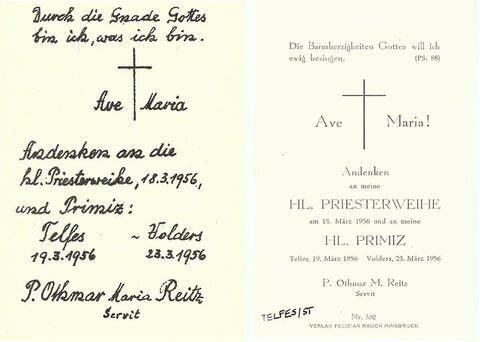 Durch die Gnade Gottes
bin ich, was ich bin.
Ave Maria
Andenken an die
hl. Priesterweihe, 18.3.1956,
und Primiz:
Telfes ~ Volders
19.3.1956 23.3.1956
P. Othmar Maria Reitz
Servit
Die Barmherzigkeiten Gottes will ich
ewig besingen. (PS. 88)
Ave Maria!
Andenken
an meine
HL. PRIESTERWEIHE
am 18. März 1956 und an meine
HL. PRIMIZ
Telfes, 19. März 1956 Volders, 23. März 1956
P. Othmar M. Reitz
Servit
TELFES/ST
Nr. 302
VERLAG FELIZIAN RAUCH INNSBRUCK